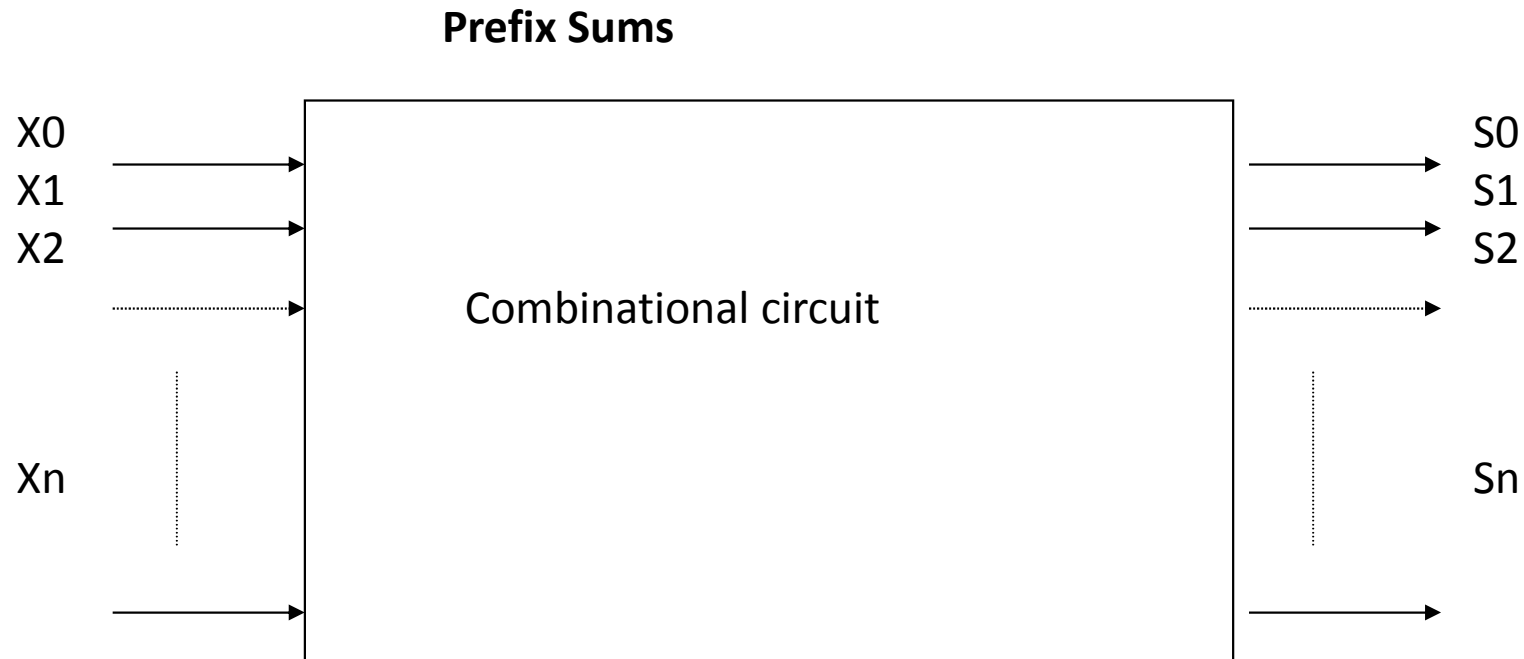 Prefix Sums
X0
S0
X1
S1
X2
S2
Combinational circuit
Xn
Sn